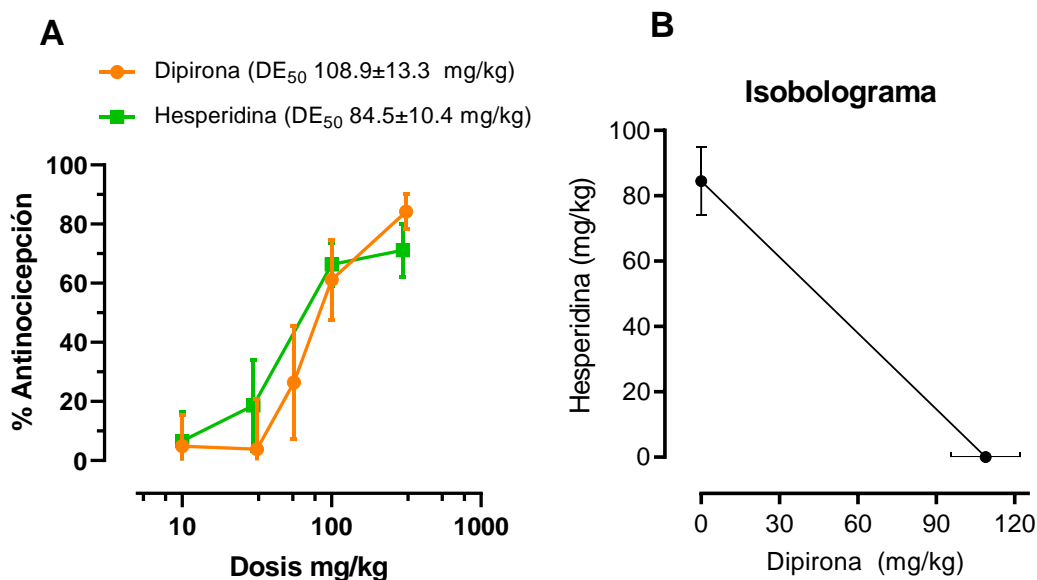 A
Dipirona (DE50 108.9±13.3 mg/kg)
Hesperidina (DE50 84.5±10.4 mg/kg)
100
80
60
40
20
0
% Antinocicepción
10
100
1000
Dosis mg/kg
B
Isobolograma
100
80
60
40
20
0
Hesperidina (mg/kg)
0
30
60
90
120
Dipirona (mg/kg)